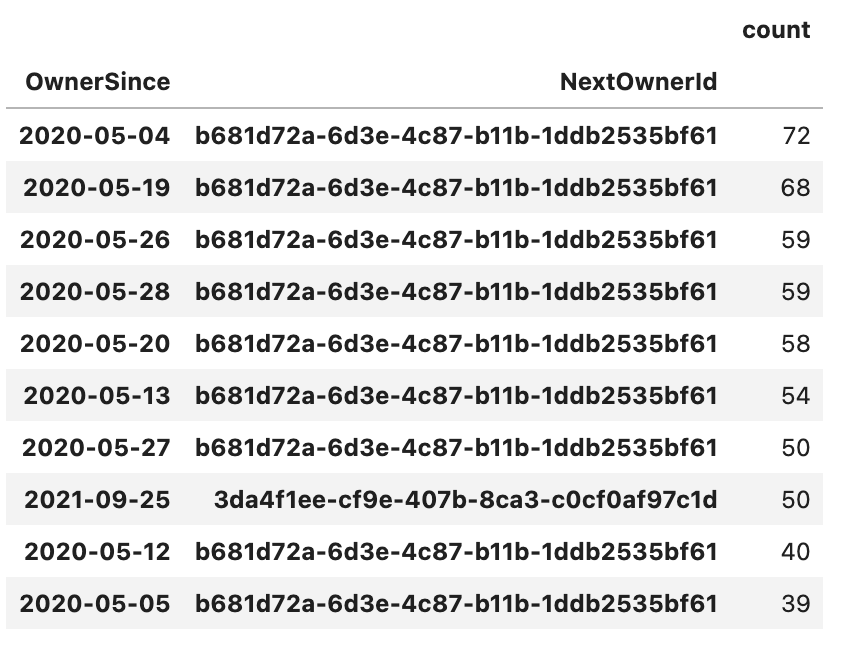 count
OwnerSince NextOwnerId
2020-05-04 b681d72a-6d3e-4c87-b11b-1ddb2535bf61 72
2020-05-19 b681d72a-6d3e-4c87-b11b-1ddb2535bf61 68
2020-05-26 b681d72a-6d3e-4c87-b11b-1ddb2535bf61 59
2020-05-28 b681d72a-6d3e-4c87-b11b-1ddb2535bf61 59
2020-05-20 b681d72a-6d3e-4c87-b11b-1ddb2535bf61 58
2020-05-13 b681d72a-6d3e-4c87-b11b-1ddb2535bf61 54
2020-05-27 b681d72a-6d3e-4c87-b11b-1ddb2535bf61 50
2021-09-25 3da4f1ee-cf9e-407b-8ca3-c0cf0af97c1d 50
2020-05-12 b681d72a-6d3e-4c87-b11b-1ddb2535bf61 40
2020-05-05 b681d72a-6d3e-4c87-b11b-1ddb2535bf61 39